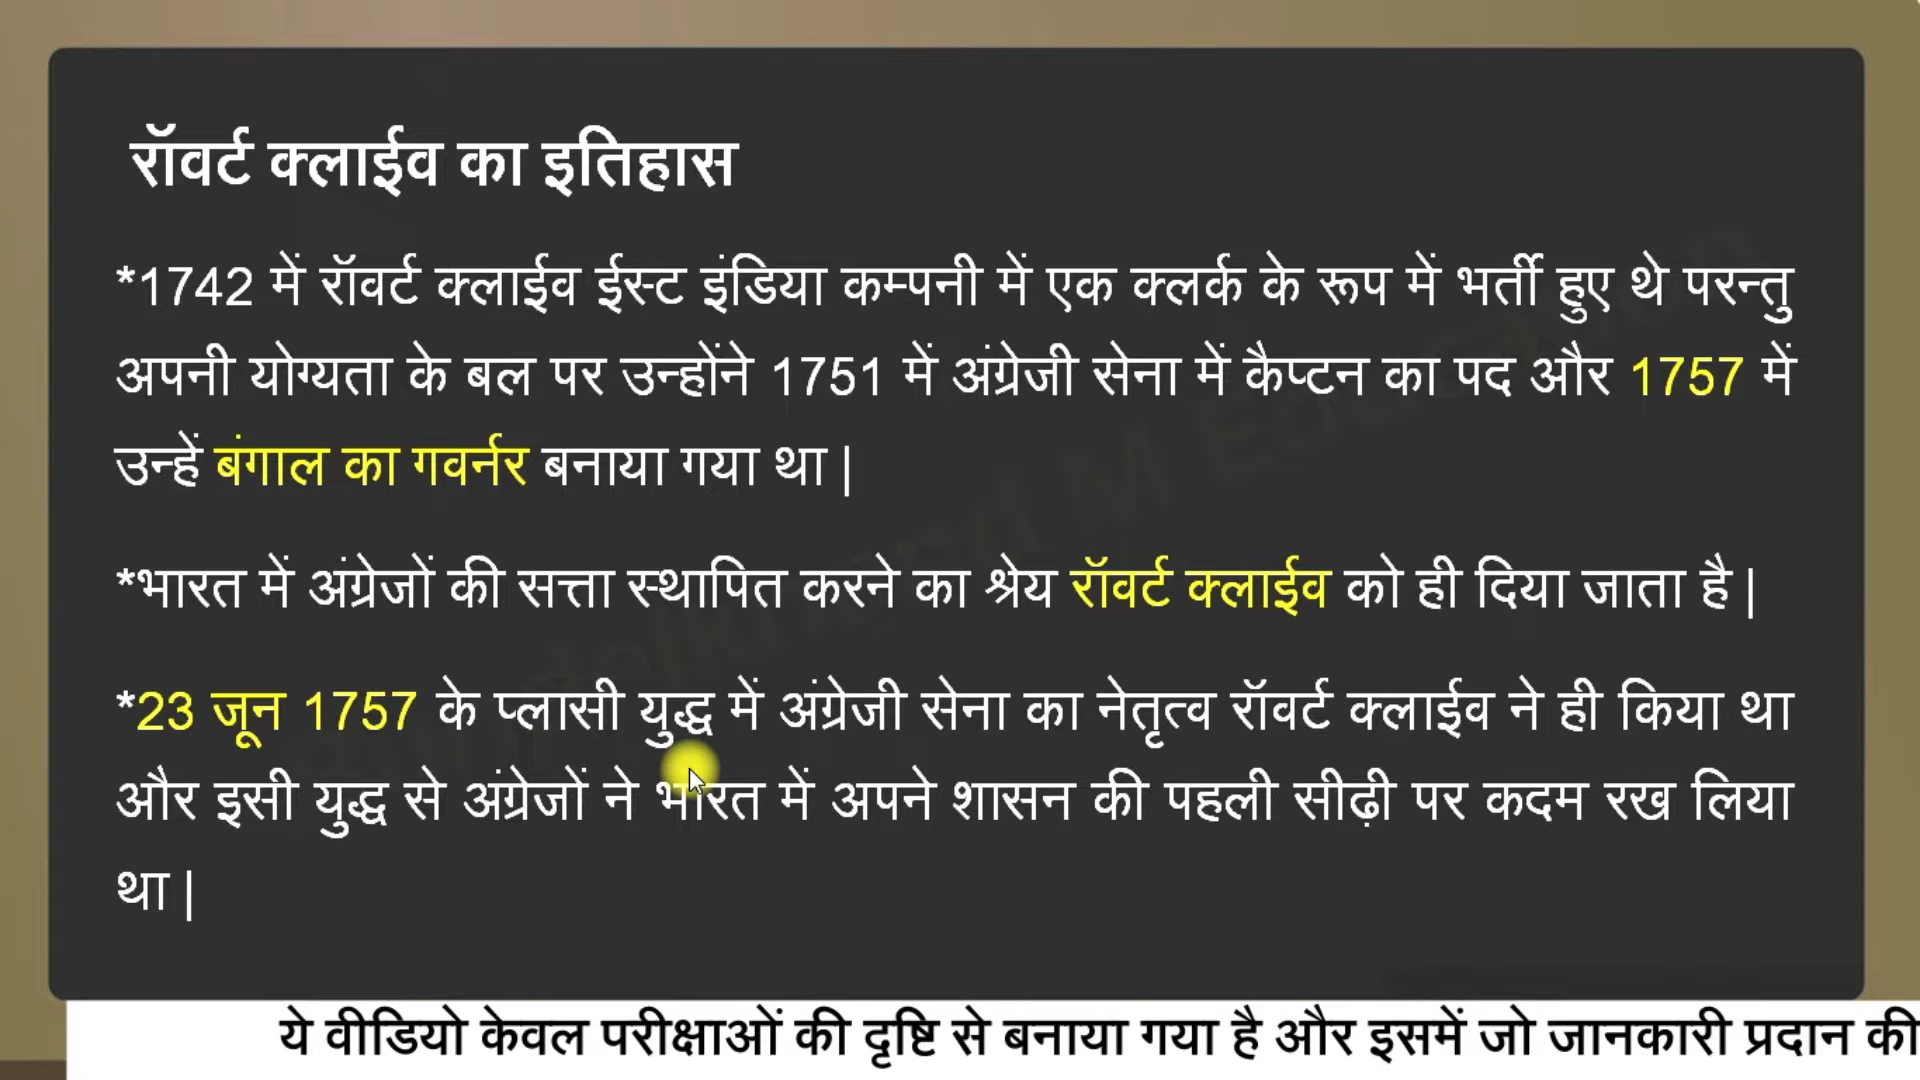 रॉवर्ट क्लाईव का इतिहास
*1742 में रॉवर्ट क्लाईव ईस्ट इंडिया कम्पनी में एक क्लर्क के रूप में भर्ती हुए थे परन्तु
अपनी योग्यता के बल पर उन्होंने 1751 में अंग्रेजी सेना में कैप्टन का पद और 1757 में
उन्हें बंगाल का गवर्नर बनाया गया था |
*भारत में अंग्रेजों की सत्ता स्थापित करने का श्रेय रॉवर्ट क्लाईव को ही दिया जाता है |
*23 जून 1757 के प्लासी युद्ध में अंग्रेजी सेना का नेतृत्व रॉवर्ट क्लाईव ने ही किया था
और इसी युद्ध से अंग्रेजों ने भारत में अपने शासन की पहली सीढ़ी पर कदम रख लिया
था |
ये वीडियो केवल परीक्षाओं की दृष्टि से बनाया गया है और इसमें जो जानकारी प्रदान की